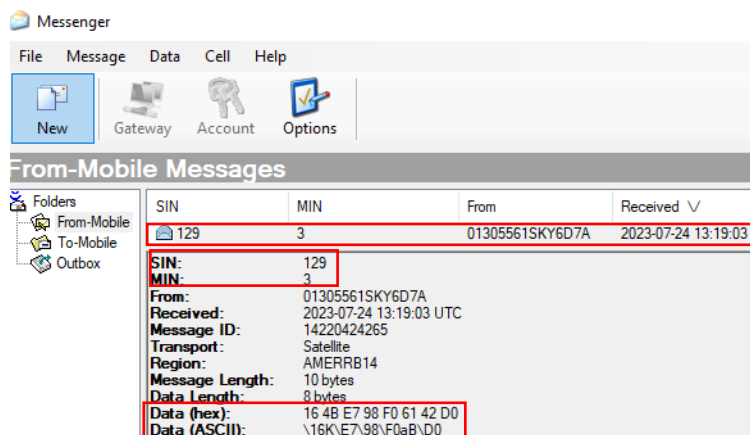 Messenger
File Message Data Cell Help
New Gateway Account Options
From-Mobile Messages
Folders
From-Mobile
To-Mobile
Outbox
SIN MIN From Received
129 3 01305561SKY6D7A 2023-07-24 13:19:03
SIN: 129
MIN: 3
From: 01305561SKY6D7A
Received: 2023-07-24 13:19:03 UTC
Message ID: 14220424265
Transport: Satellite
Region: AMERRB14
Message Length: 10 bytes
Data Length: 8 bytes
Data (hex): 16 4B E7 98 F0 61 42 D0
Data (ASCII): \16K\E7\98\F0aB\D0